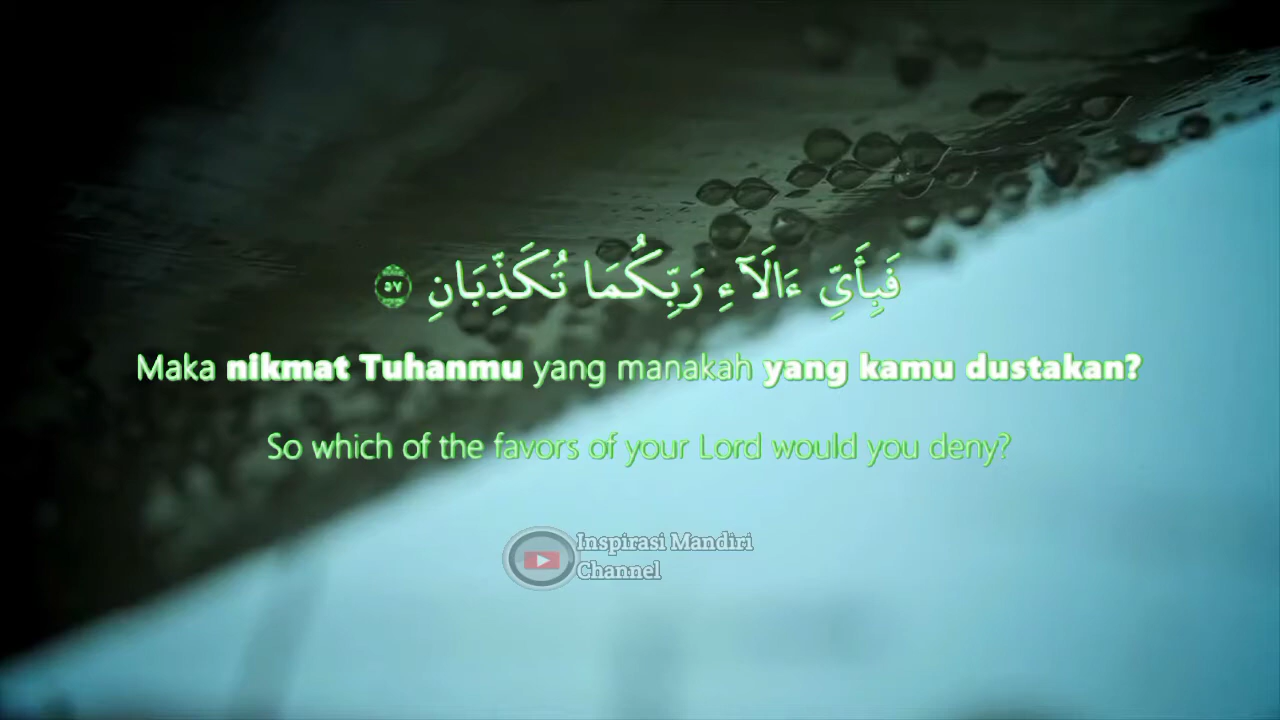 فَبِأَيِّ ءَالَآءِ رَبِّكُمَا تُكَذِّبَانِ ٥٧
Maka nikmat Tuhanmu yang manakah yang kamu dustakan?
So which of the favors of your Lord would you deny?
Inspirasi Mandiri
Channel